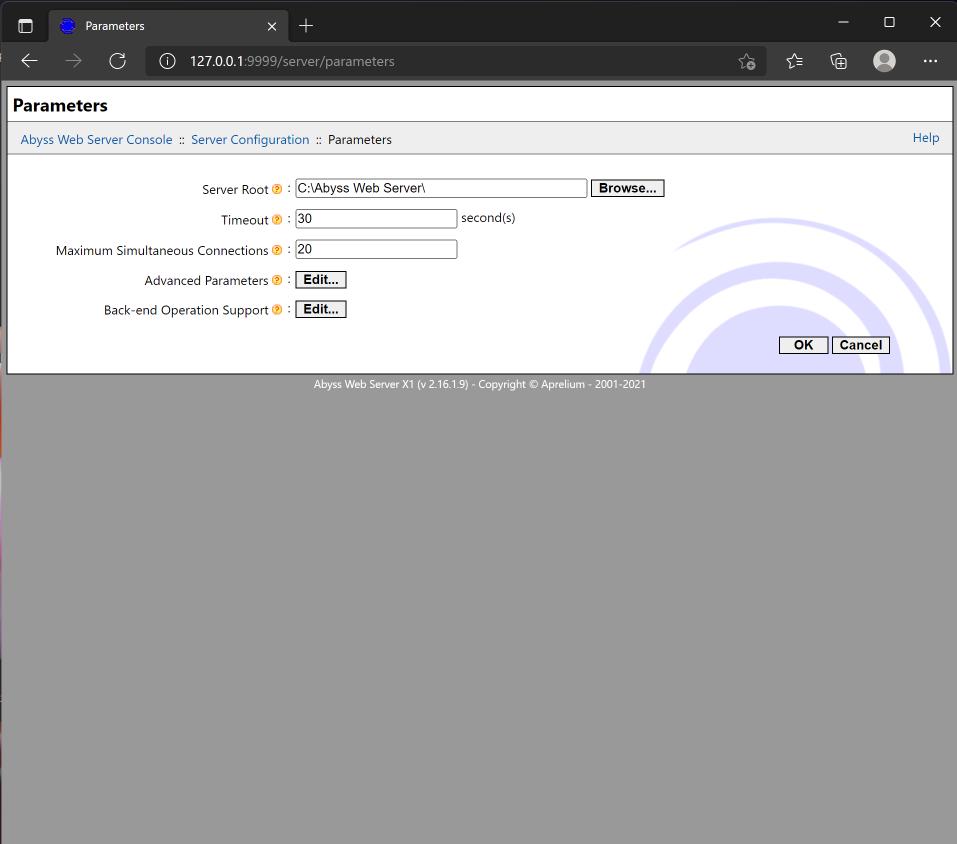 Parameters
127.0.0.1:9999/server/parameters
Parameters
Abyss Web Server Console :: Server Configuration :: Parameters Help
Server Root ? : C:\Abyss Web Server\ Browse...
Timeout ? : 30 second(s)
Maximum Simultaneous Connections ? : 20
Advanced Parameters ? : Edit...
Back-end Operation Support ? : Edit...
OK Cancel
Abyss Web Server X1 (v 2.16.1.9) - Copyright © Aprelium - 2001-2021